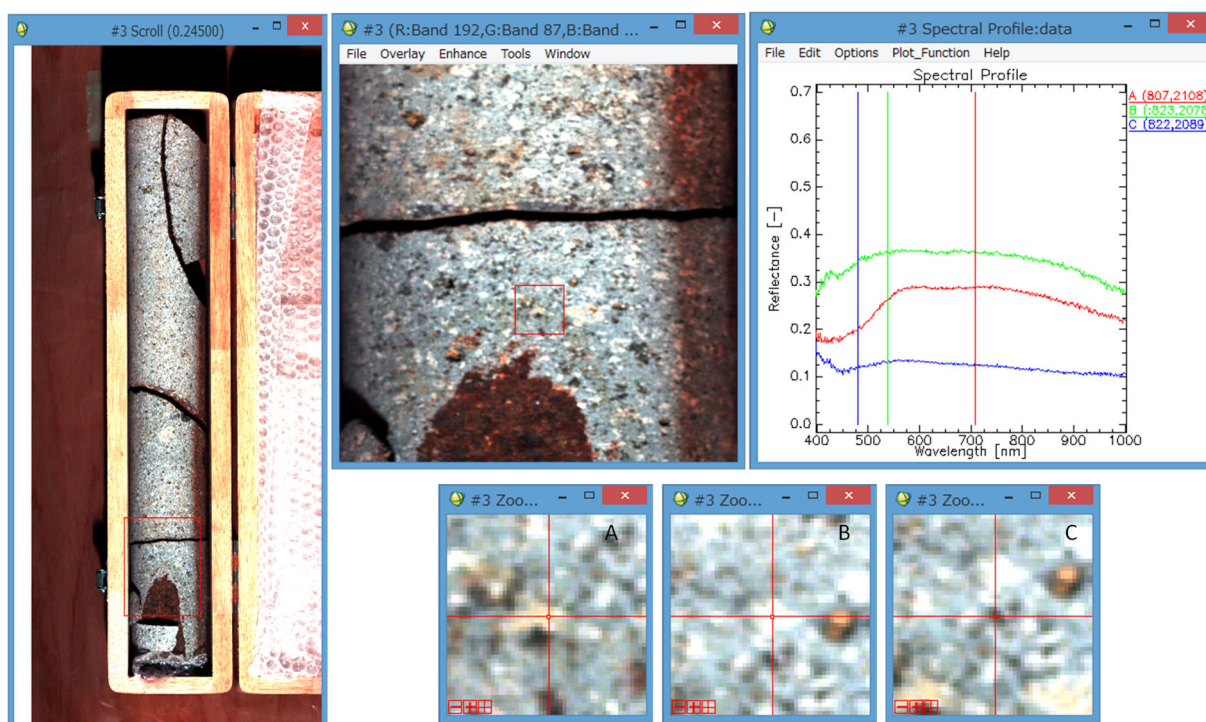 #3 Scroll (0.24500)
#3 (R:Band 192,G:Band 87,B:Band ...
File Overlay Enhance Tools Window
#3 Spectral Profile:data
File Edit Options Plot_Function Help
Spectral Profile
A (807,2108)
B (:823,2078
C (822,2089)
Reflectance [-]
0.7
0.6
0.5
0.4
0.3
0.2
0.1
0.0
400 500 600 700 800 900 1000
Wavelength [nm]
#3 Zoo...
A
#3 Zoo...
B
#3 Zoo...
C